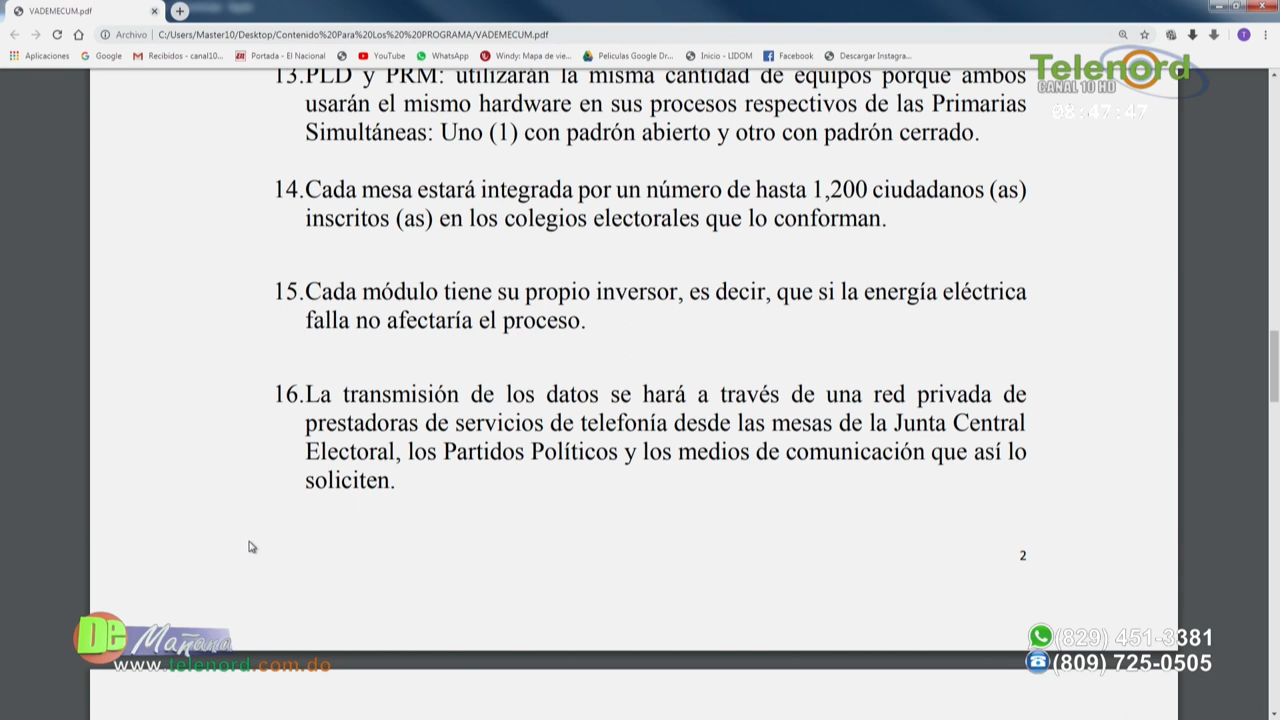 VADEMECUM.pdf
Archivo | C:/Users/Master10/Desktop/Contenido%20Para%20Los%20%20PROGRAMA/VADEMECUM.pdf
Aplicaciones Google Recibidos - canal10... Portada - El Nacional YouTube WhatsApp Windy: Mapa de vie... Peliculas Google Dr... Inicio - LIDOM Facebook Descargar Instagra...
Telenord
CANAL 10 HD
08:47:47
13.PLD y PRM: utilizarán la misma cantidad de equipos porque ambos
usarán el mismo hardware en sus procesos respectivos de las Primarias
Simultáneas: Uno (1) con padrón abierto y otro con padrón cerrado.
14.Cada mesa estará integrada por un número de hasta 1,200 ciudadanos (as)
inscritos (as) en los colegios electorales que lo conforman.
15.Cada módulo tiene su propio inversor, es decir, que si la energía eléctrica
falla no afectaría el proceso.
16.La transmisión de los datos se hará a través de una red privada de
prestadoras de servicios de telefonía desde las mesas de la Junta Central
Electoral, los Partidos Políticos y los medios de comunicación que así lo
soliciten.
2
De Mañana
www.telenord.com.do
(829) 451-3381
(809) 725-0505